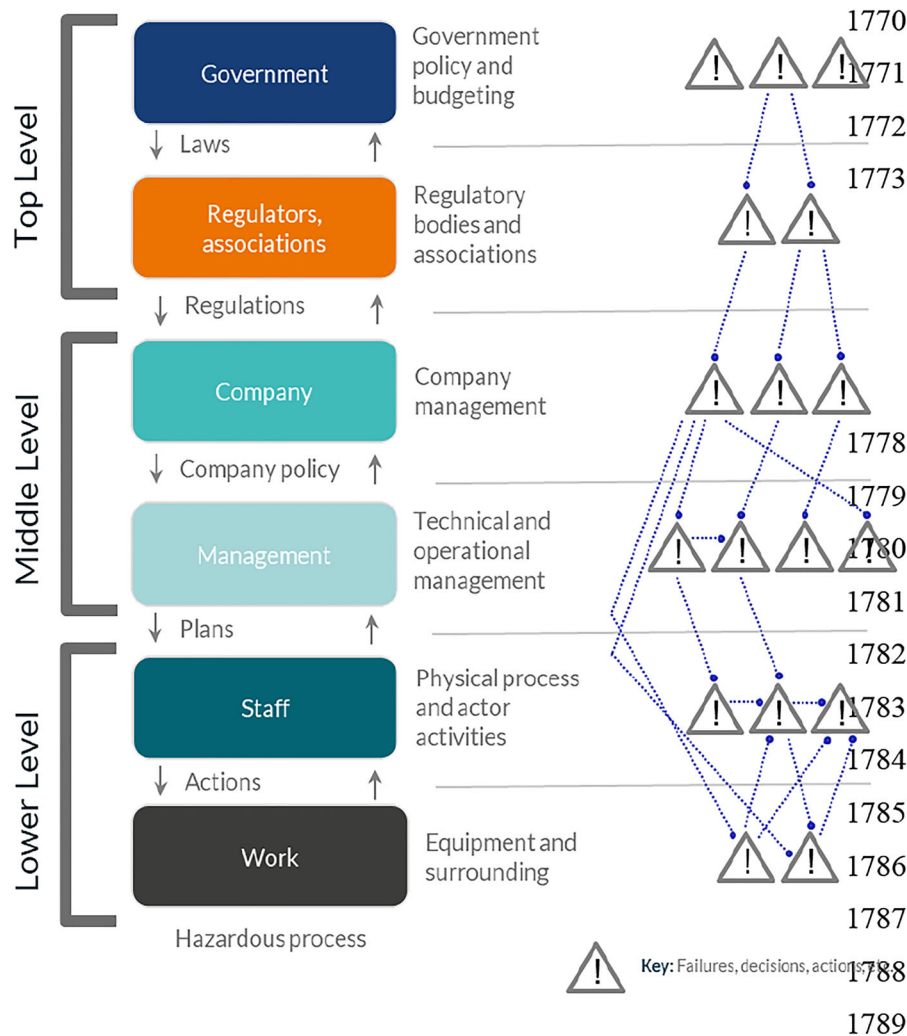 Top Level
Government
Government
policy and
budgeting
Laws
Regulators,
associations
Regulatory
bodies and
associations
Regulations
Middle Level
Company
Company
management
Company policy
Management
Technical and
operational
management
Plans
Lower Level
Staff
Physical process
and actor
activities
Actions
Work
Equipment and
surrounding
Hazardous process
! ! !
! !
! ! !
! ! ! !
! ! !
! !
!
Key: Failures, decisions, actions,
1770
1771
1772
1773
1778
1779
1780
1781
1782
1783
1784
1785
1786
1787
1788
1789